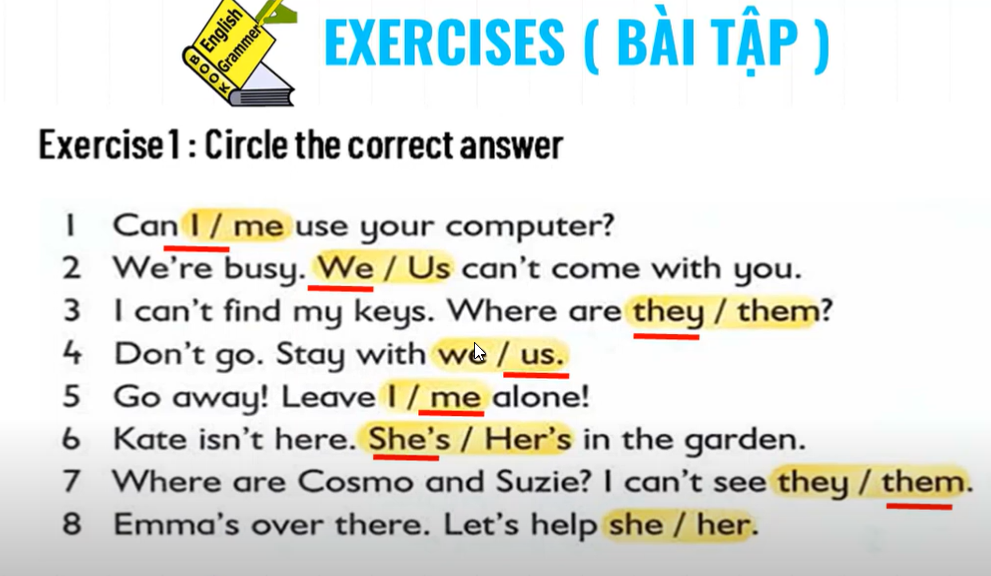 English
Grammer
BOOK
EXERCISES ( BÀI TẬP )
Exercise1 : Circle the correct answer
1 Can I / me use your computer?
2 We're busy. We / Us can't come with you.
3 I can't find my keys. Where are they / them?
4 Don't go. Stay with we / us.
5 Go away! Leave I / me alone!
6 Kate isn't here. She's / Her's in the garden.
7 Where are Cosmo and Suzie? I can't see they / them.
8 Emma's over there. Let's help she / her.